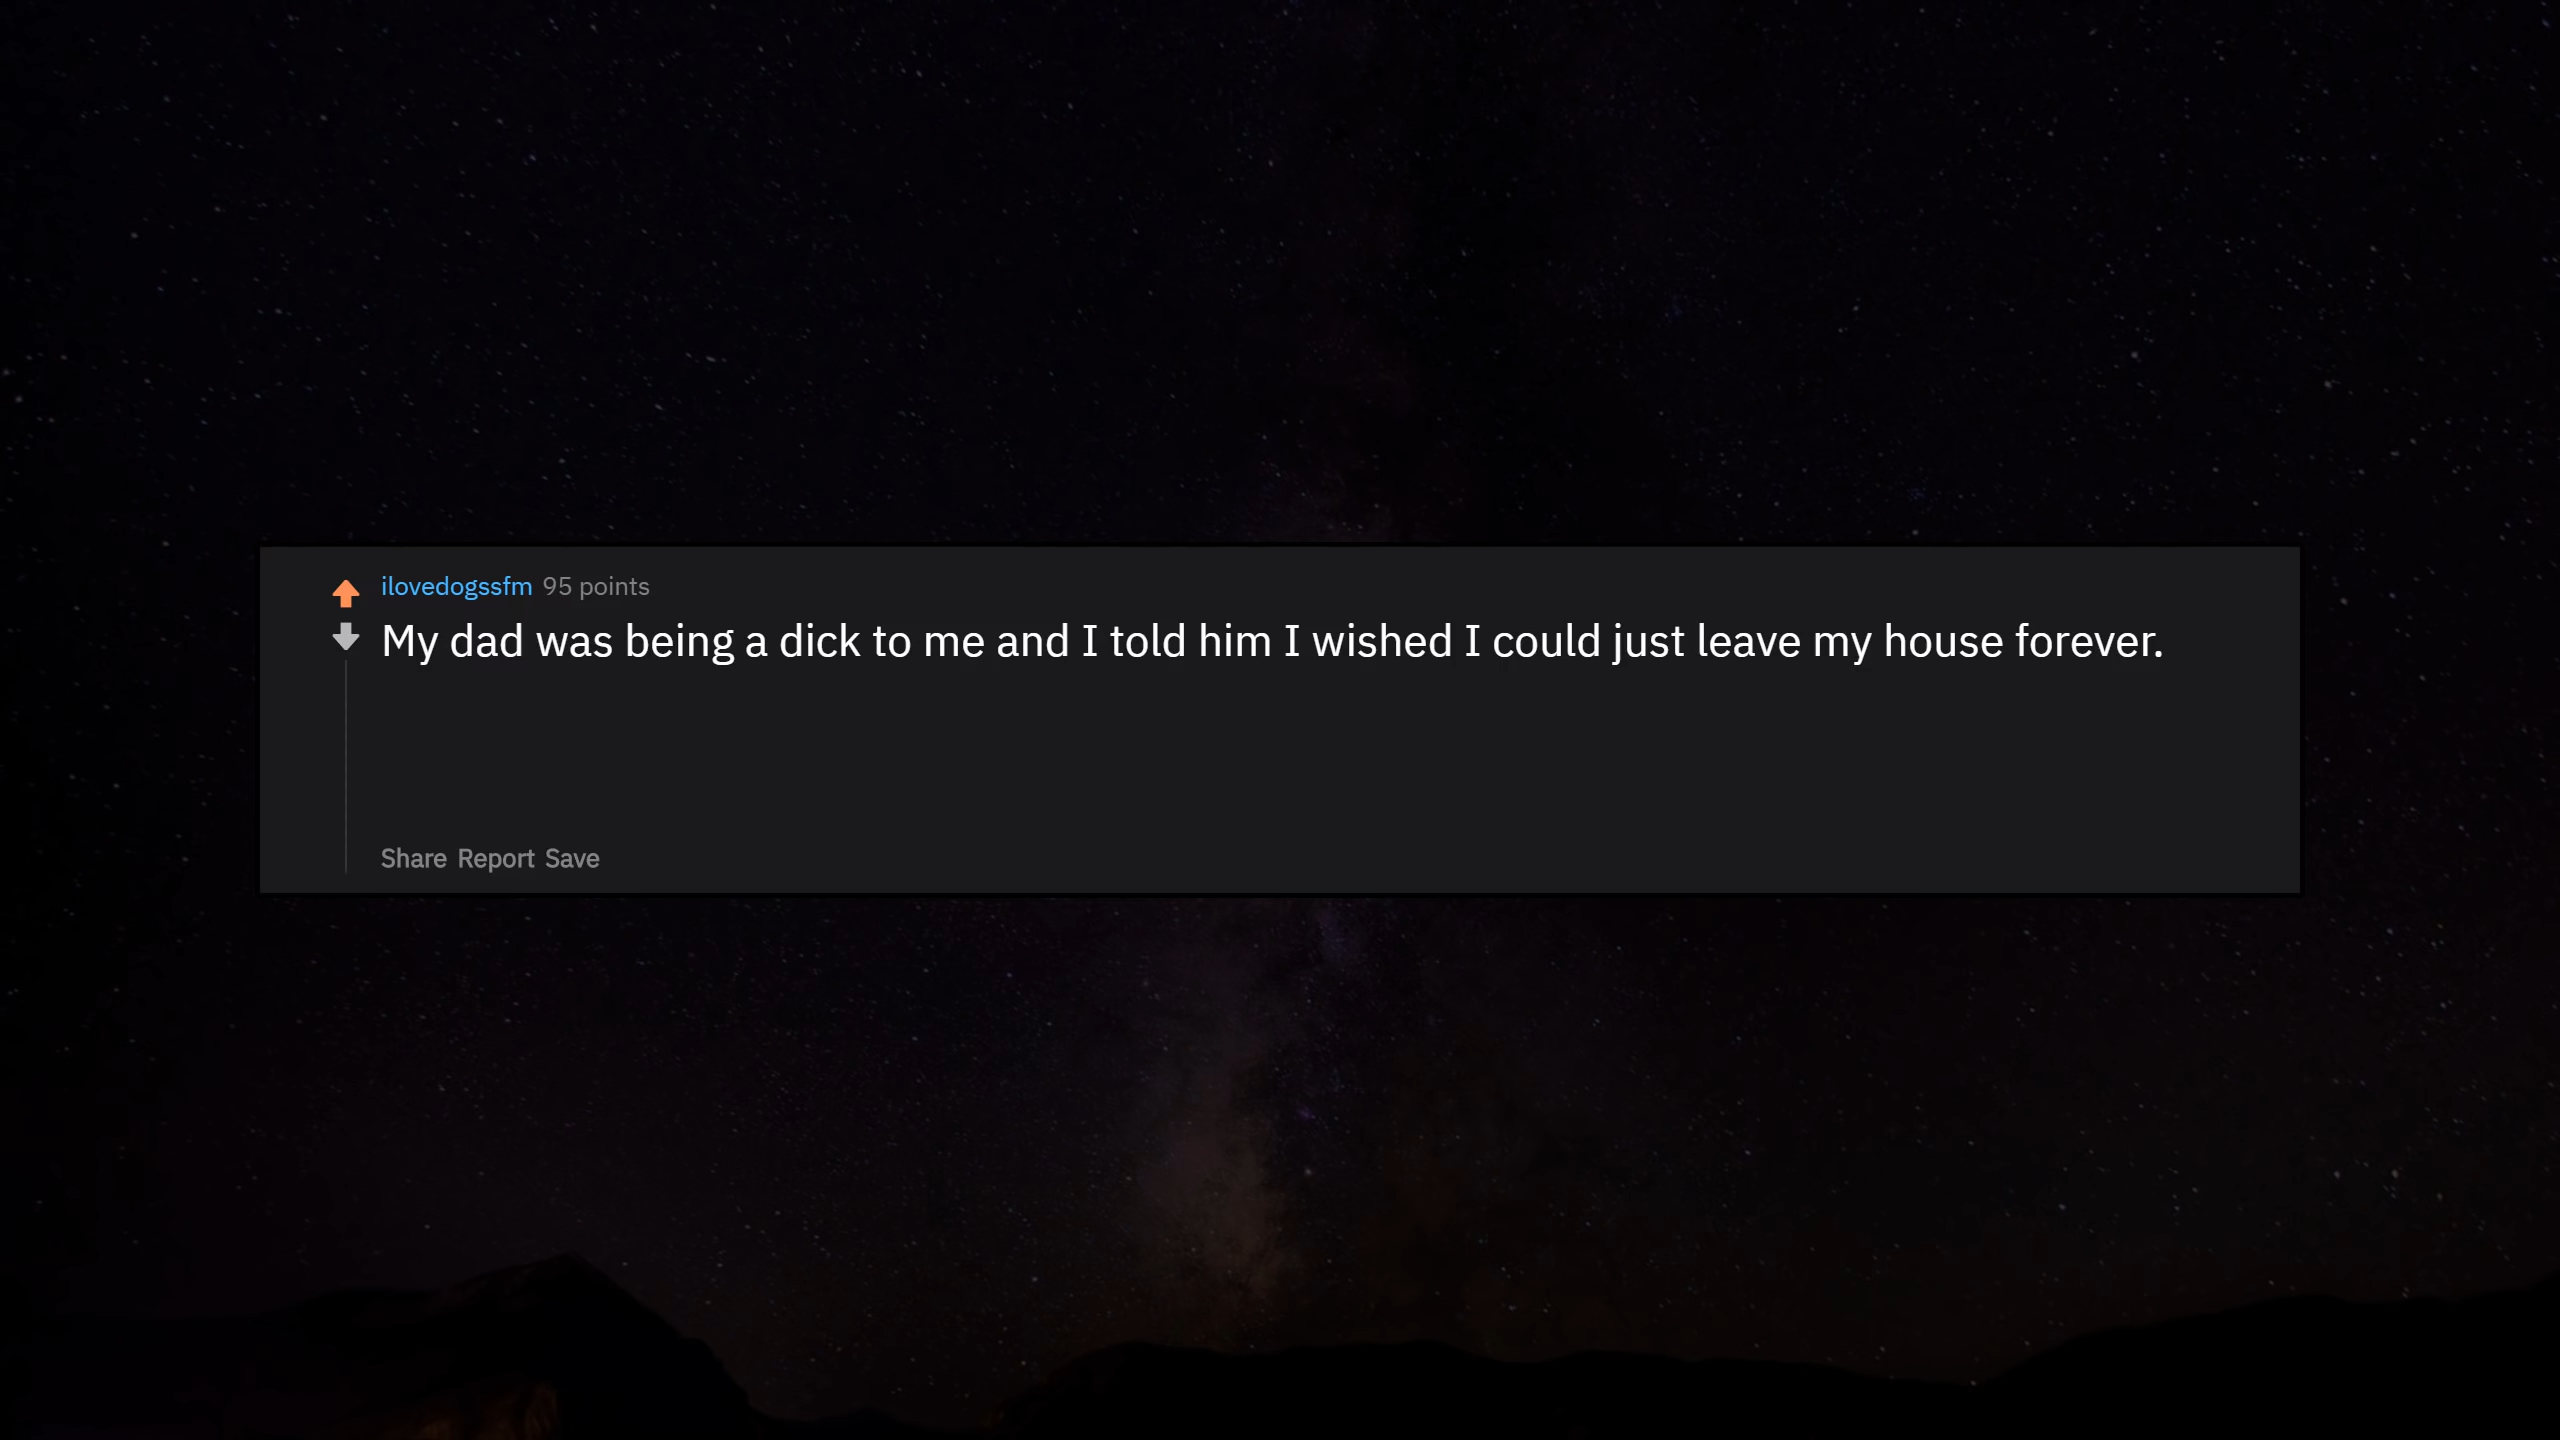 ilovedogssfm 95 points
My dad was being a dick to me and I told him I wished I could just leave my house forever.
Share Report Save